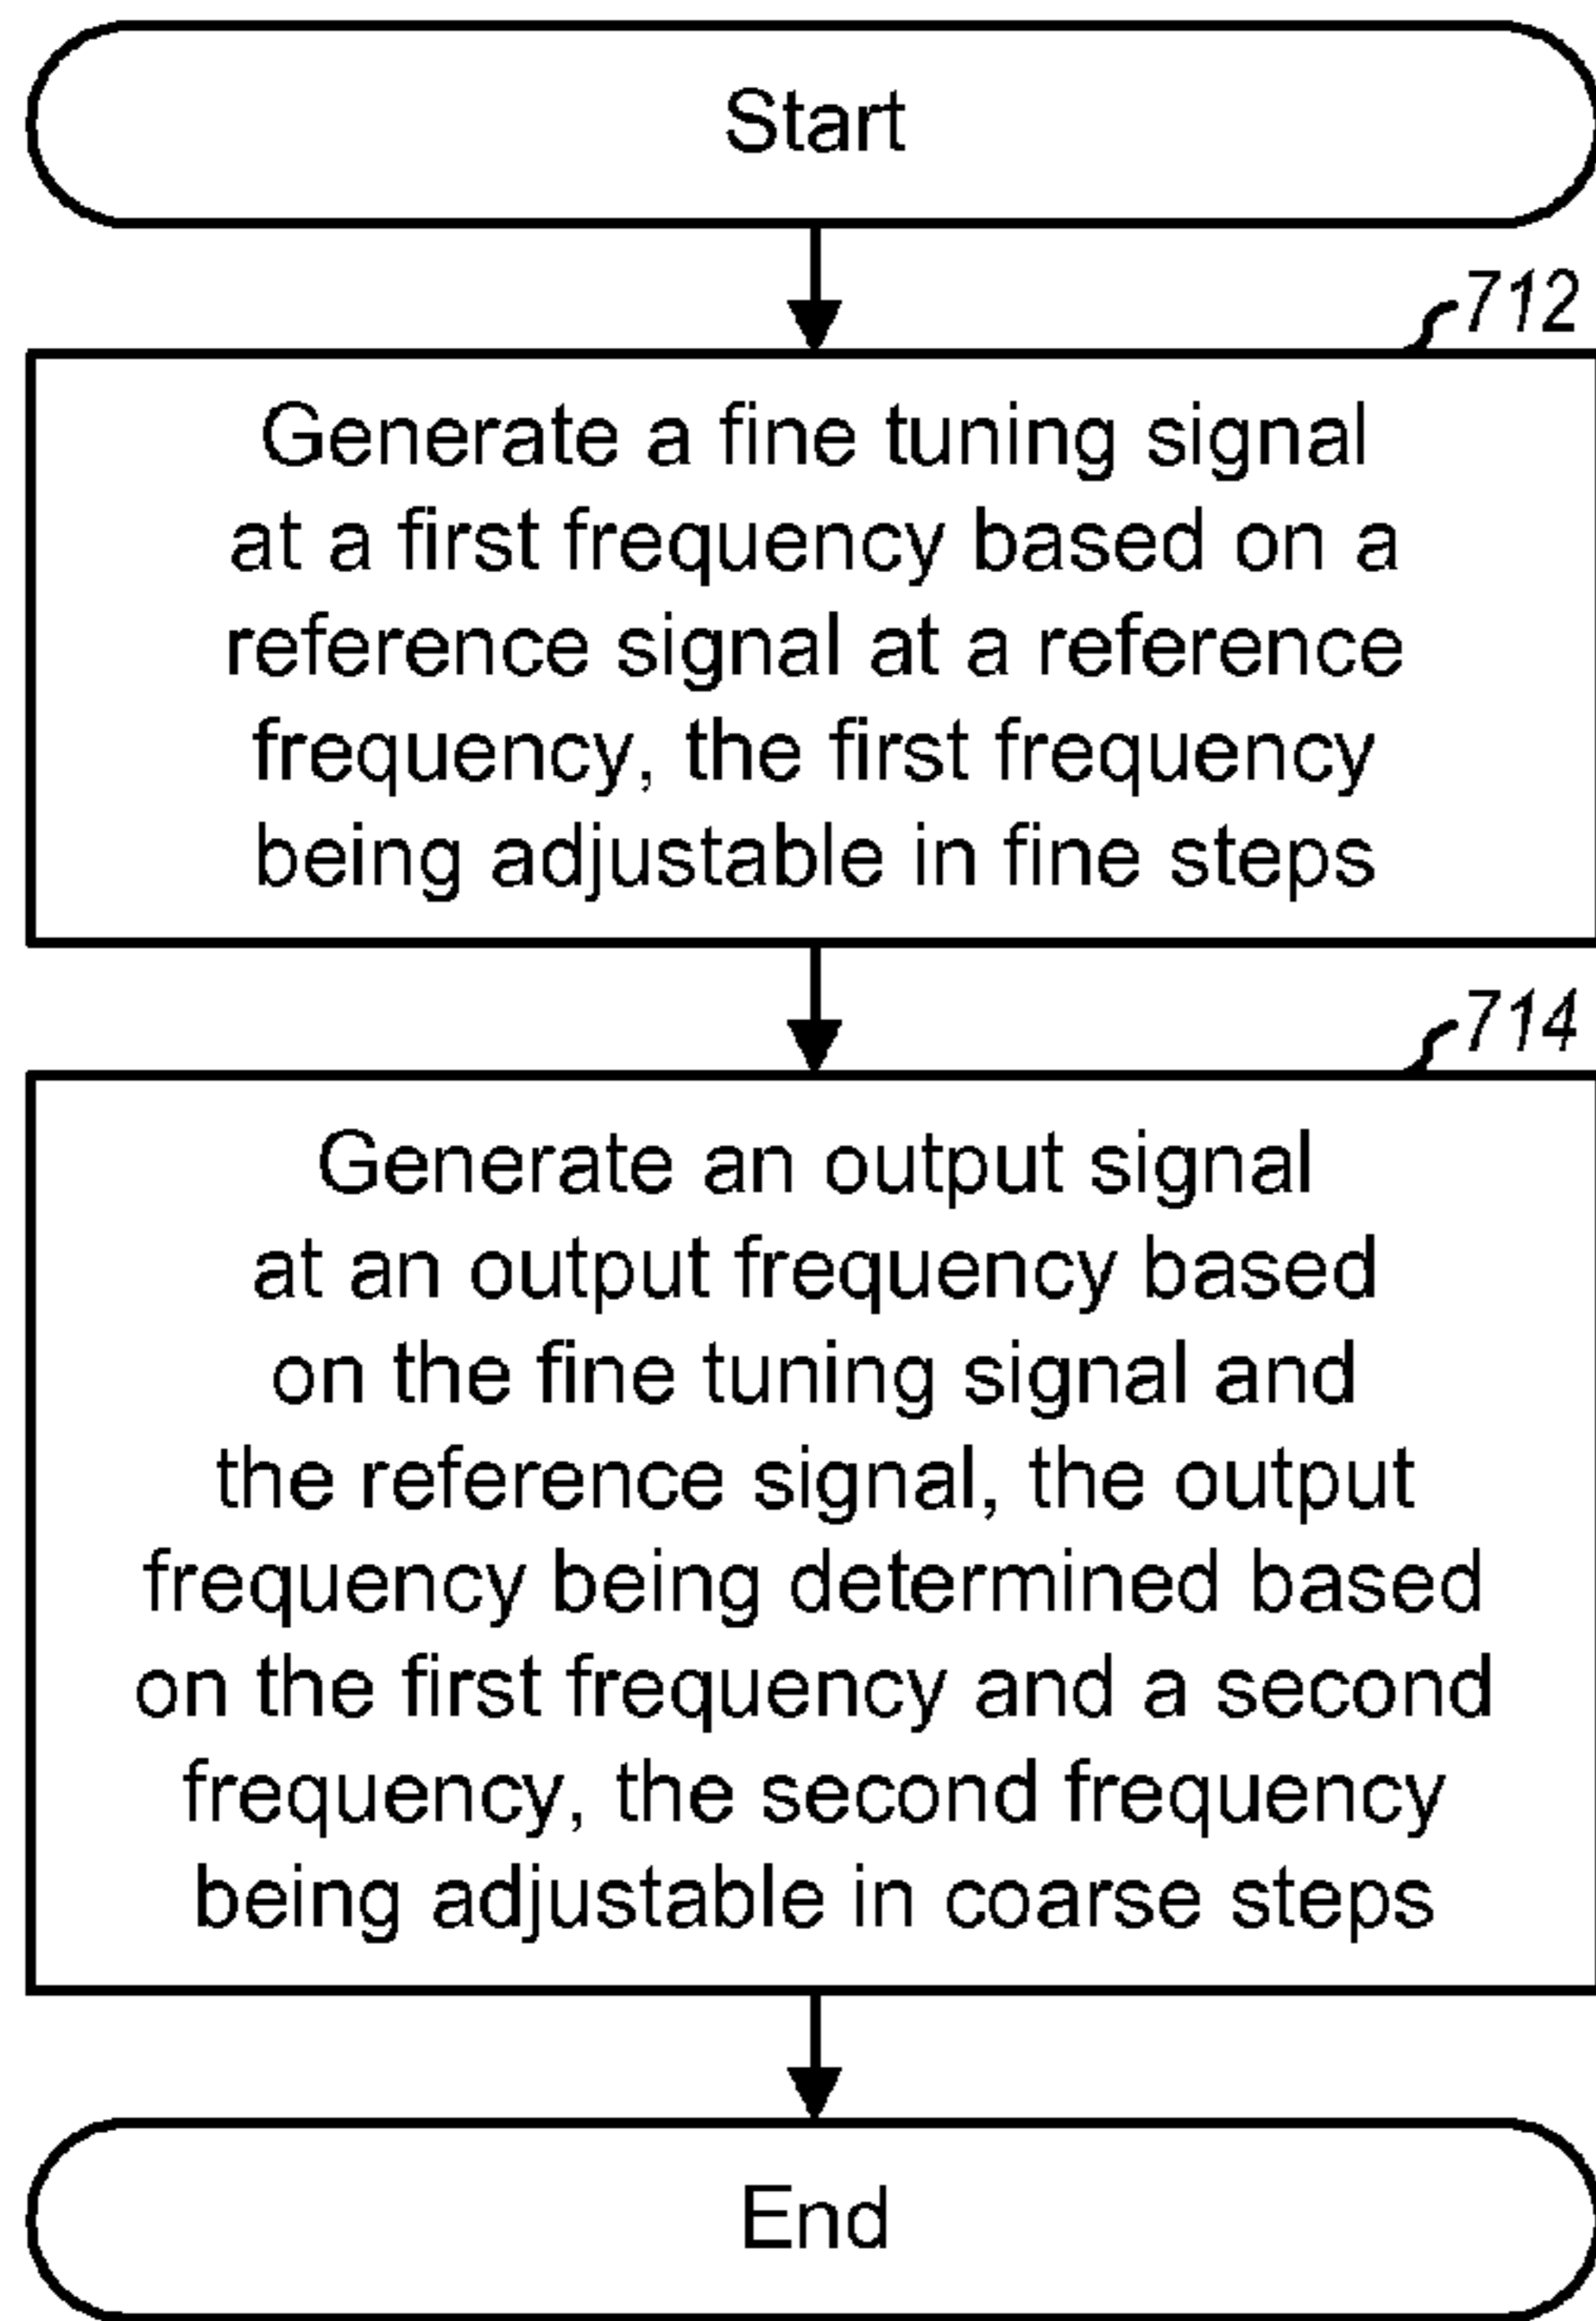 Start
712
Generate a fine tuning signal
at a first frequency based on a
reference signal at a reference
frequency, the first frequency
being adjustable in fine steps
714
Generate an output signal
at an output frequency based
on the fine tuning signal and
the reference signal, the output
frequency being determined based
on the first frequency and a second
frequency, the second frequency
being adjustable in coarse steps
End